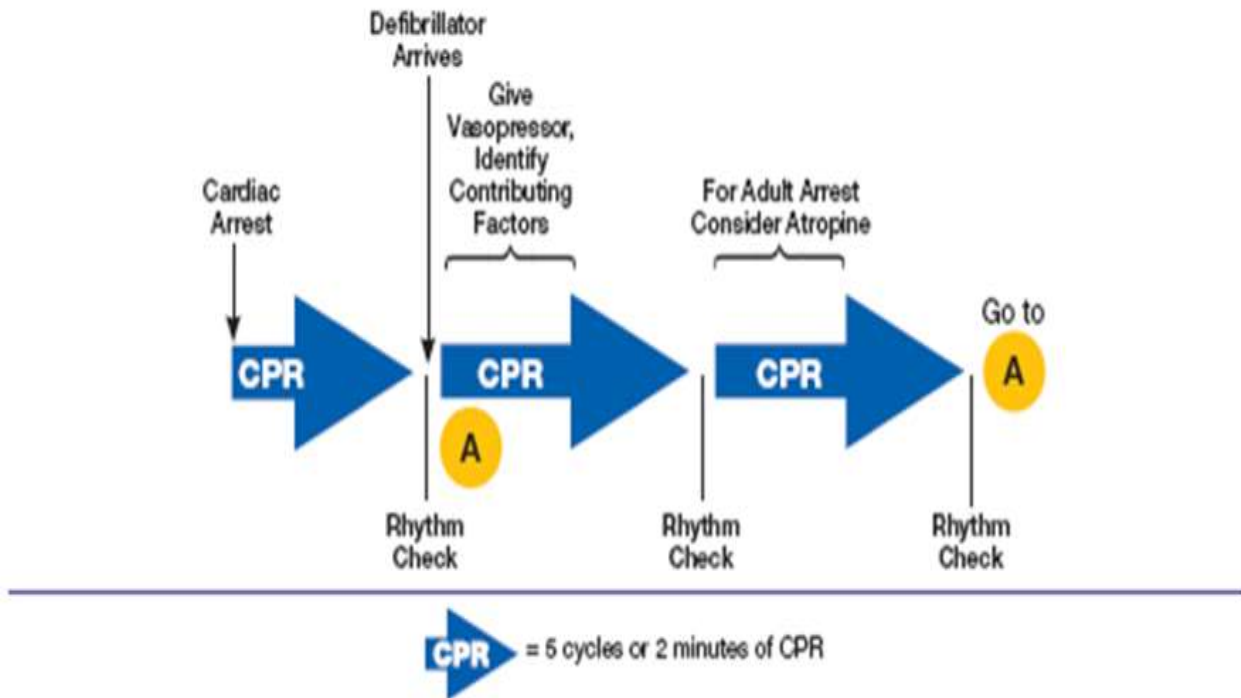 Defibrillator
Arrives
Give
Vasopressor,
Identify
Contributing
Factors
Cardiac
Arrest
For Adult Arrest
Consider Atropine
Go to
CPR
CPR
CPR
A
A
Rhythm
Check
Rhythm
Check
Rhythm
Check
CPR = 5 cycles or 2 minutes of CPR